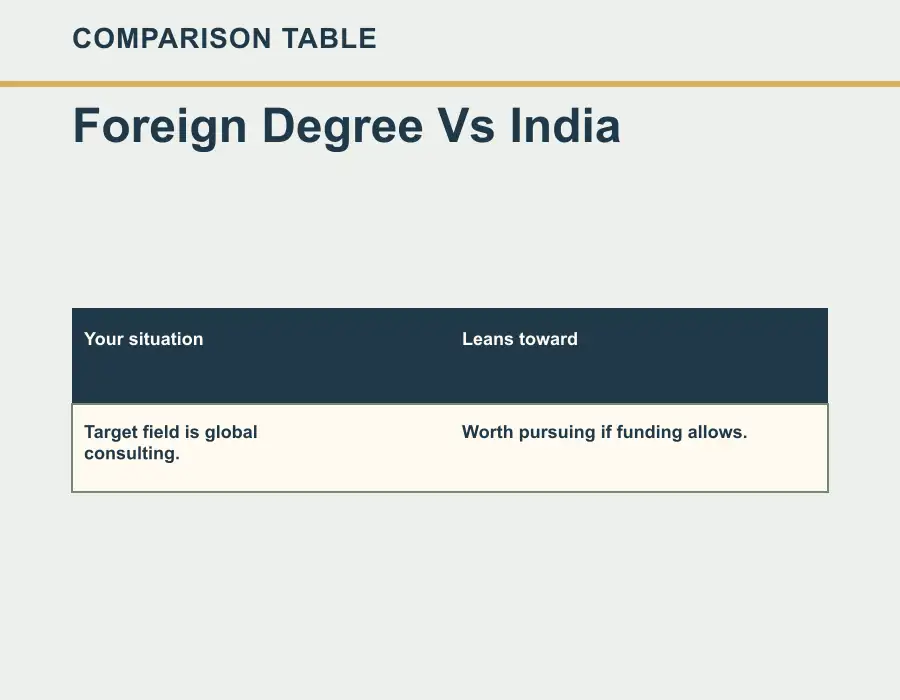 COMPARISON TABLE
Foreign Degree Vs India
Your situation
Leans toward
Target field is global
consulting.
Worth pursuing if funding allows.